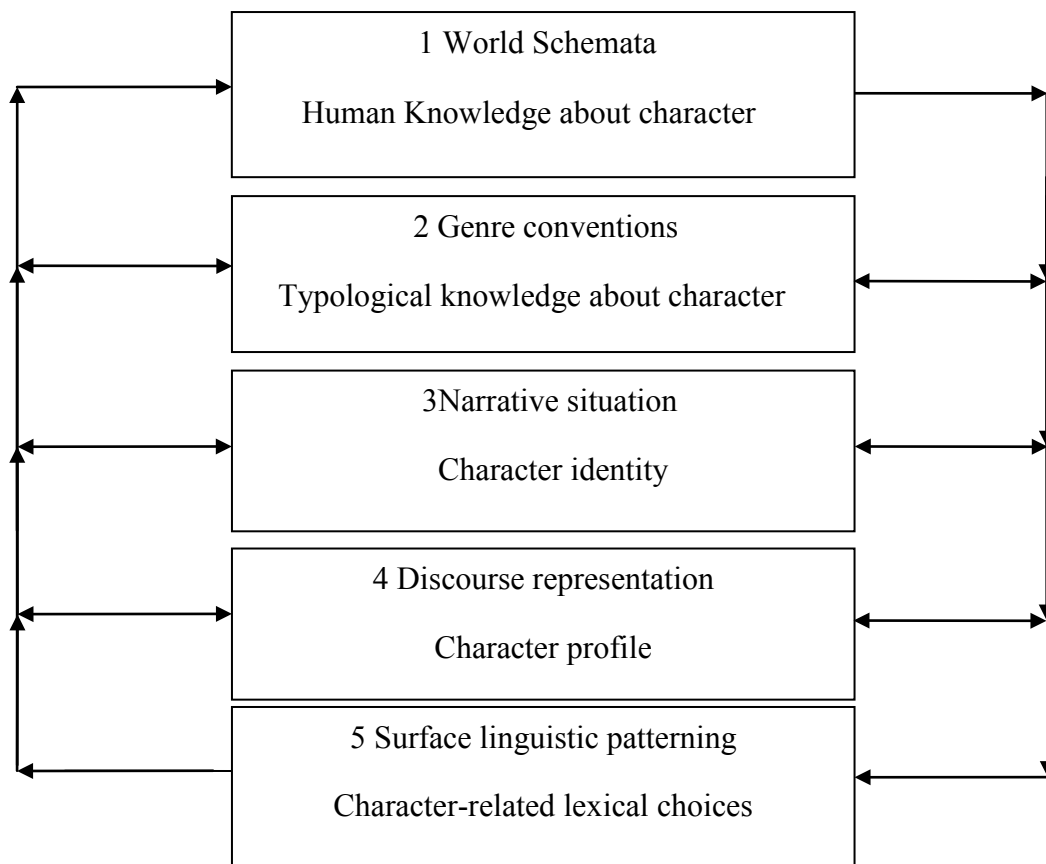 1 World Schemata
Human Knowledge about character
2 Genre conventions
Typological knowledge about character
3Narrative situation
Character identity
4 Discourse representation
Character profile
5 Surface linguistic patterning
Character-related lexical choices